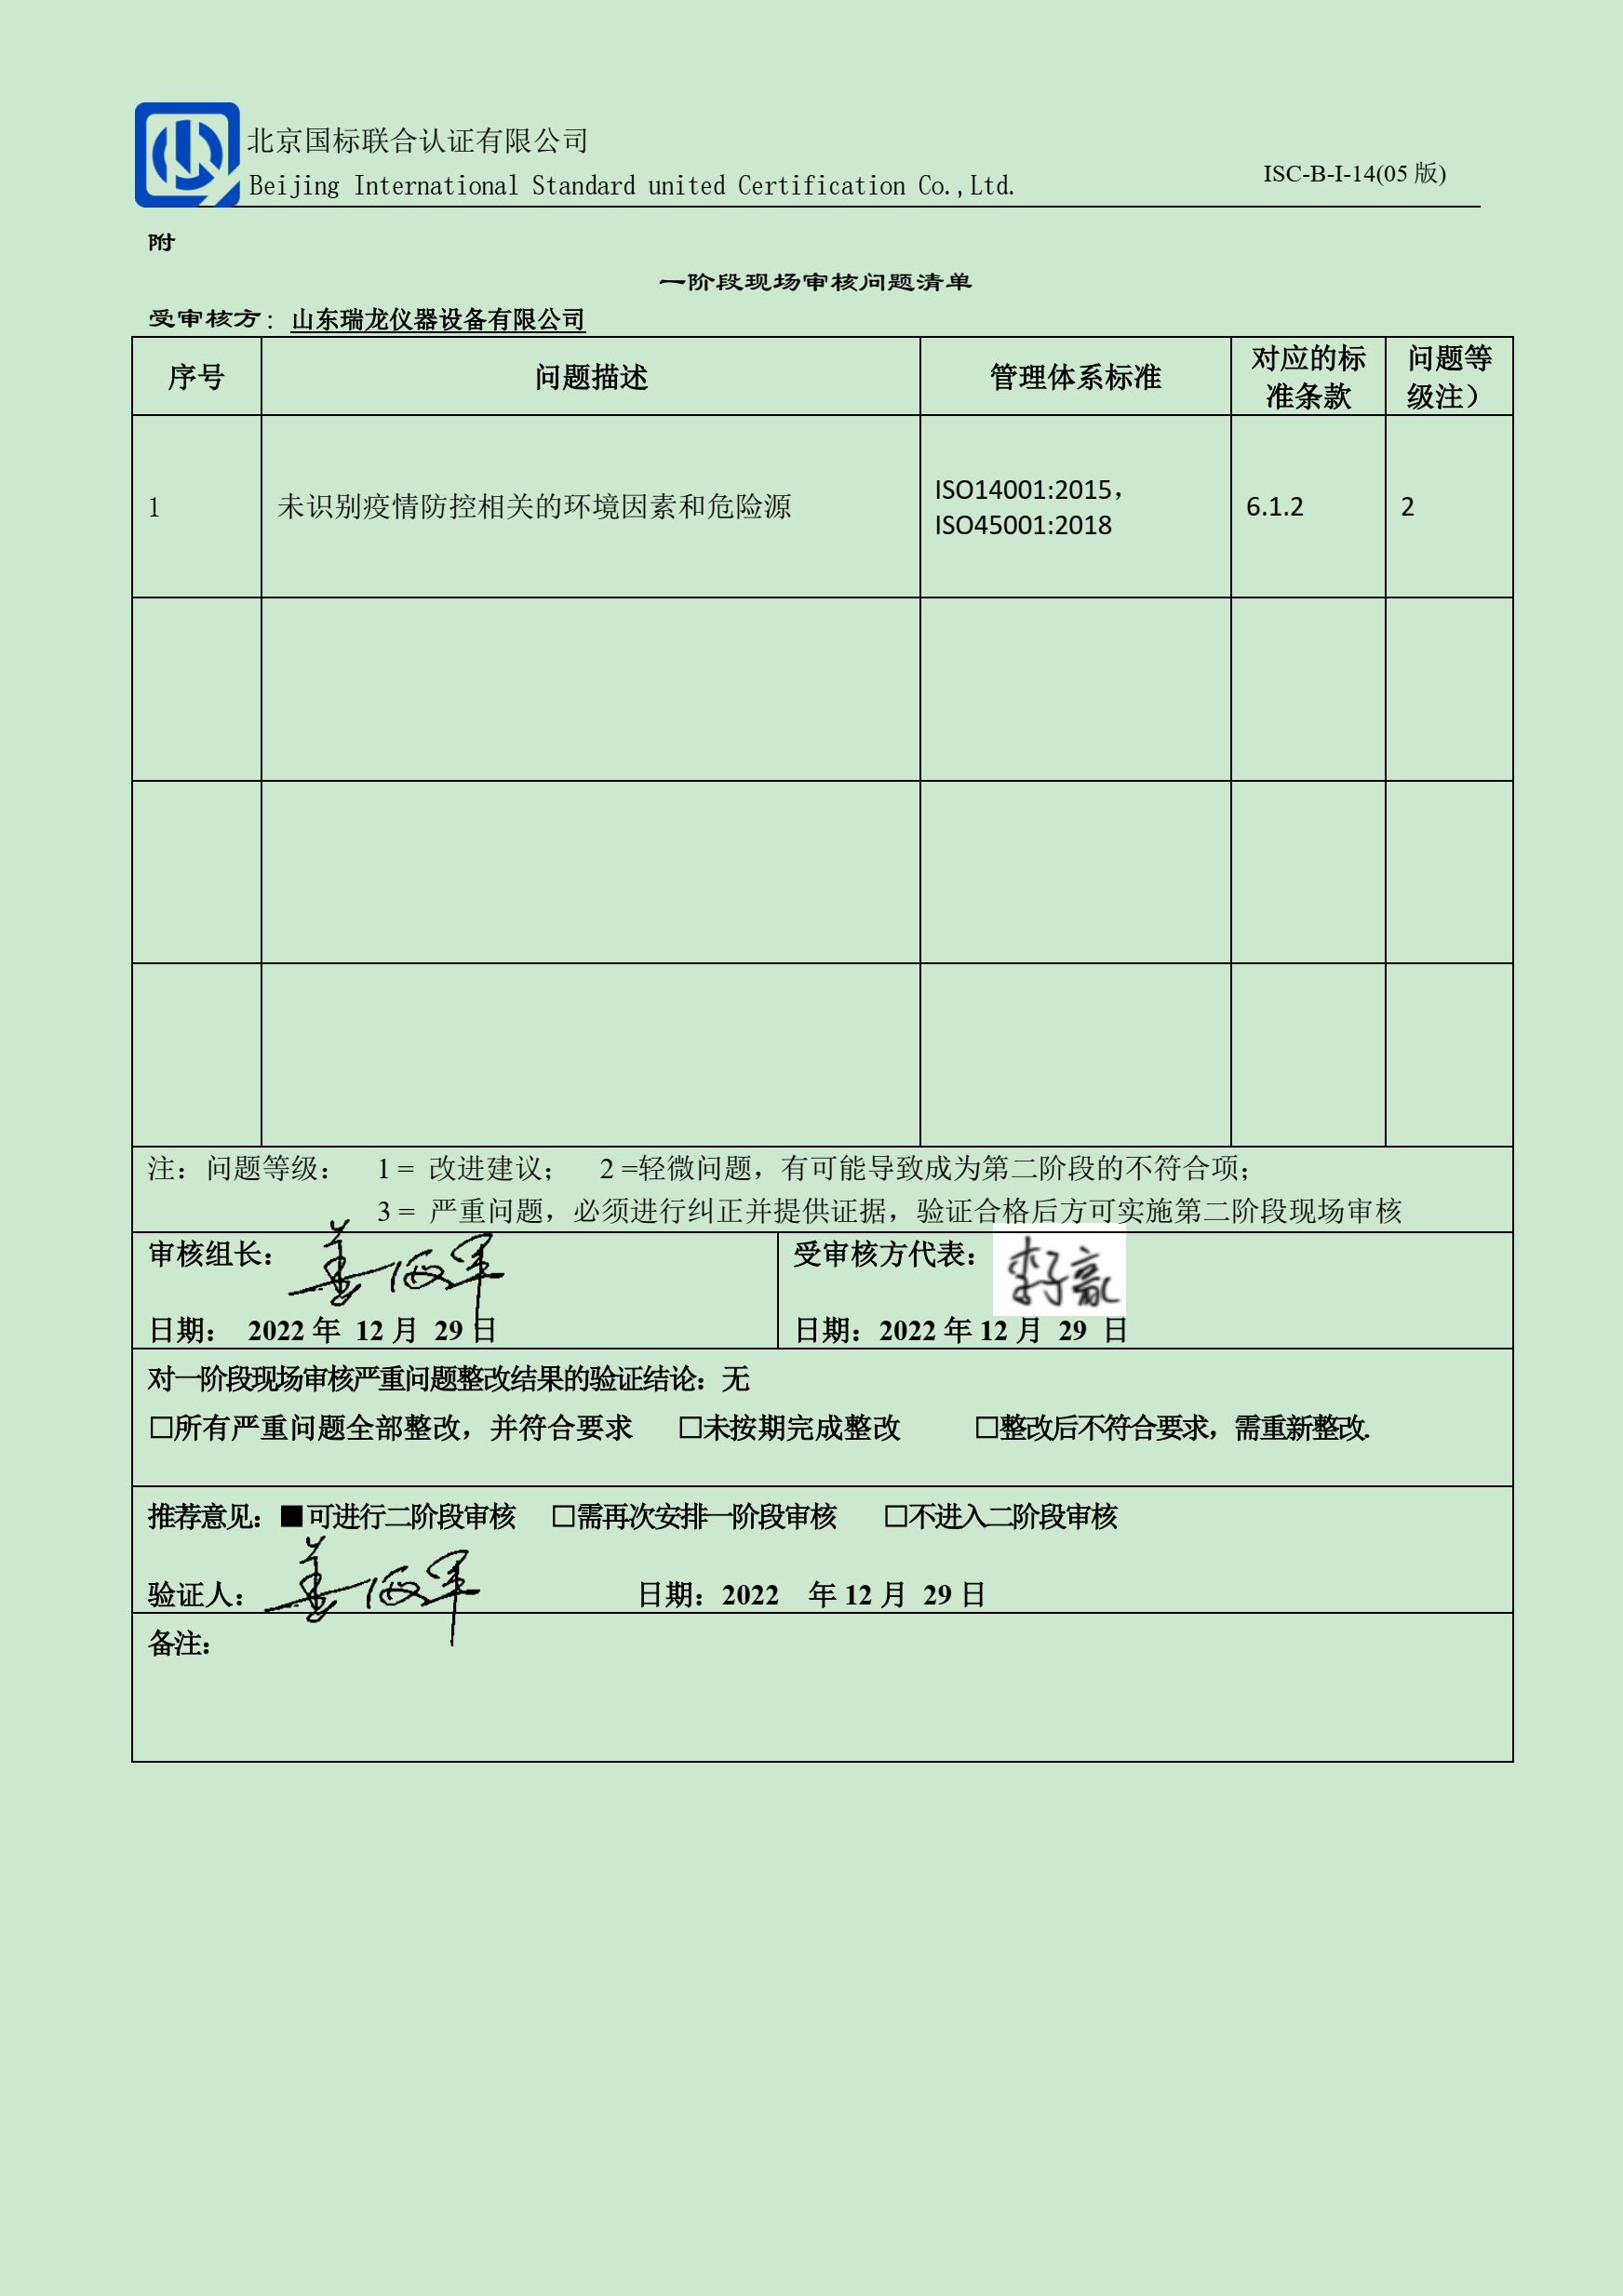 北京国标联合认证有限公司
Beijing International Standard united Certification Co.,Ltd.
ISC-B-I-14(05 版)
附
一阶段现场审核问题清单
受审核方：山东瑞龙仪器设备有限公司
序号 问题描述 管理体系标准 对应的标准条款 问题等级注）
1 未识别疫情防控相关的环境因素和危险源 ISO14001:2015， ISO45001:2018 6.1.2 2
注：问题等级： 1 = 改进建议； 2 =轻微问题，有可能导致成为第二阶段的不符合项；
3 = 严重问题，必须进行纠正并提供证据，验证合格后方可实施第二阶段现场审核
审核组长：
受审核方代表：
日期： 2022 年 12 月 29 日
日期：2022 年 12 月 29 日
对一阶段现场审核严重问题整改结果的验证结论：无
□所有严重问题全部整改，并符合要求 □未按期完成整改 □整改后不符合要求，需重新整改.
推荐意见：■可进行二阶段审核 □需再次安排一阶段审核 □不进入二阶段审核
验证人： 日期：2022 年 12 月 29 日
备注：